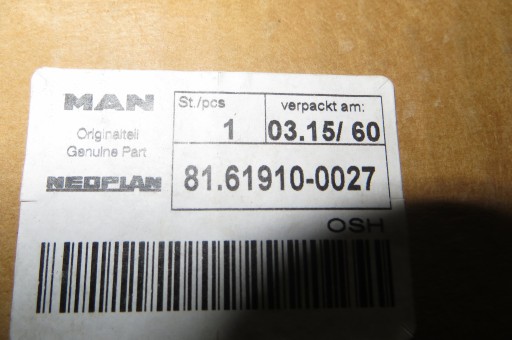 MAN
Originalteil
Genuine Part
NEOPLAN
St./pcs
1
verpackt am:
03.15/ 60
81.61910-0027
OSH